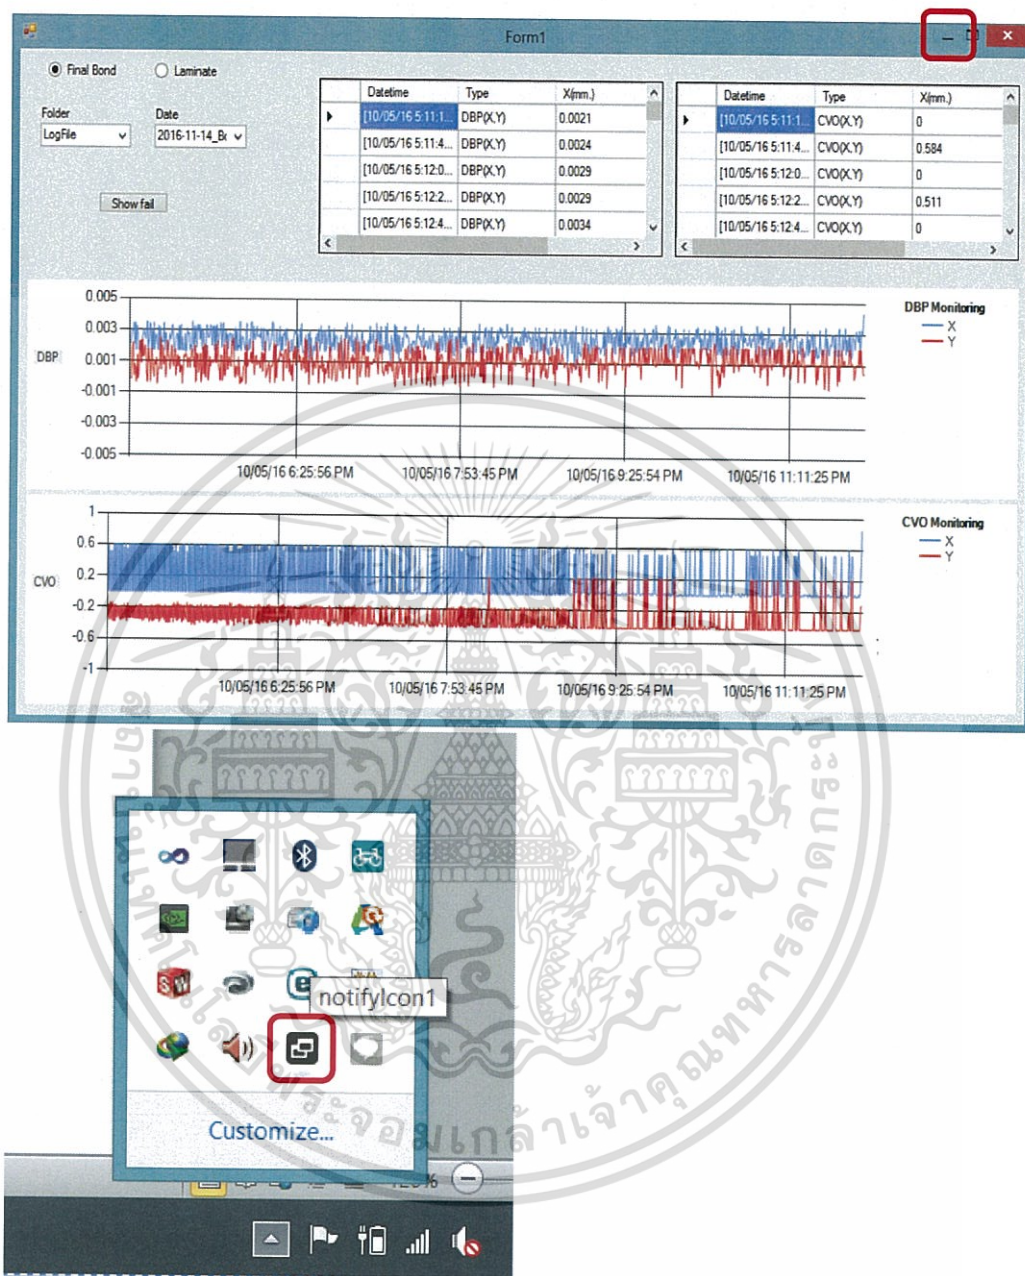 Form1
Final Bond
Laminate
Folder
Date
LogFile
2016-11-14_Bc
Show fail
Datetime Type X(mm.)
[10/05/16 5:11:1... DBP(X,Y) 0.0021
[10/05/16 5:11:4... DBP(X,Y) 0.0024
[10/05/16 5:12:0... DBP(X,Y) 0.0029
[10/05/16 5:12:2... DBP(X,Y) 0.0029
[10/05/16 5:12:4... DBP(X,Y) 0.0034
Datetime Type X(mm.)
[10/05/16 5:11:1... CVO(X,Y) 0
[10/05/16 5:11:4... CVO(X,Y) 0.584
[10/05/16 5:12:0... CVO(X,Y) 0
[10/05/16 5:12:2... CVO(X,Y) 0.511
[10/05/16 5:12:4... CVO(X,Y) 0
DBP
0.005
0.003
0.001
-0.001
-0.003
-0.005
10/05/16 6:25:56 PM 10/05/16 7:53:45 PM 10/05/16 9:25:54 PM 10/05/16 11:11:25 PM
DBP Monitoring
X
Y
CVO
1
0.6
0.2
-0.2
-0.6
-1
10/05/16 6:25:56 PM 10/05/16 7:53:45 PM 10/05/16 9:25:54 PM 10/05/16 11:11:25 PM
CVO Monitoring
X
Y
notifyIcon1
Customize...